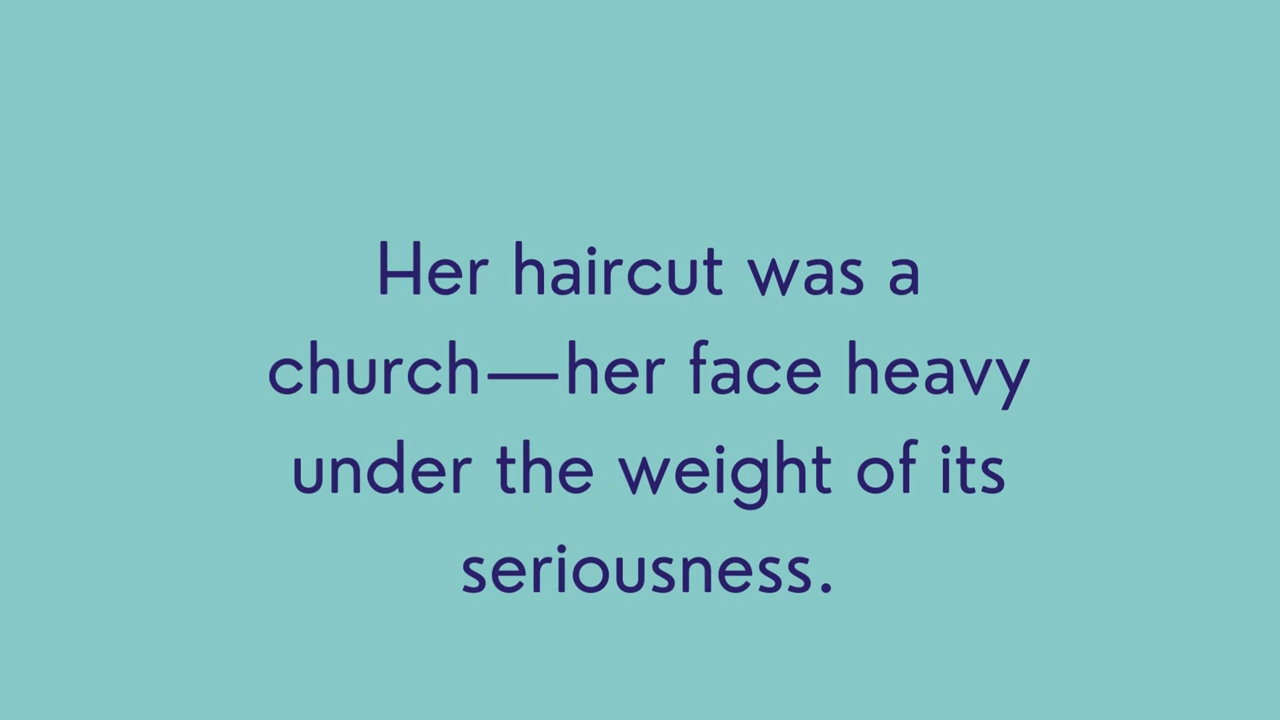 Her haircut was a
church—her face heavy
under the weight of its
seriousness.